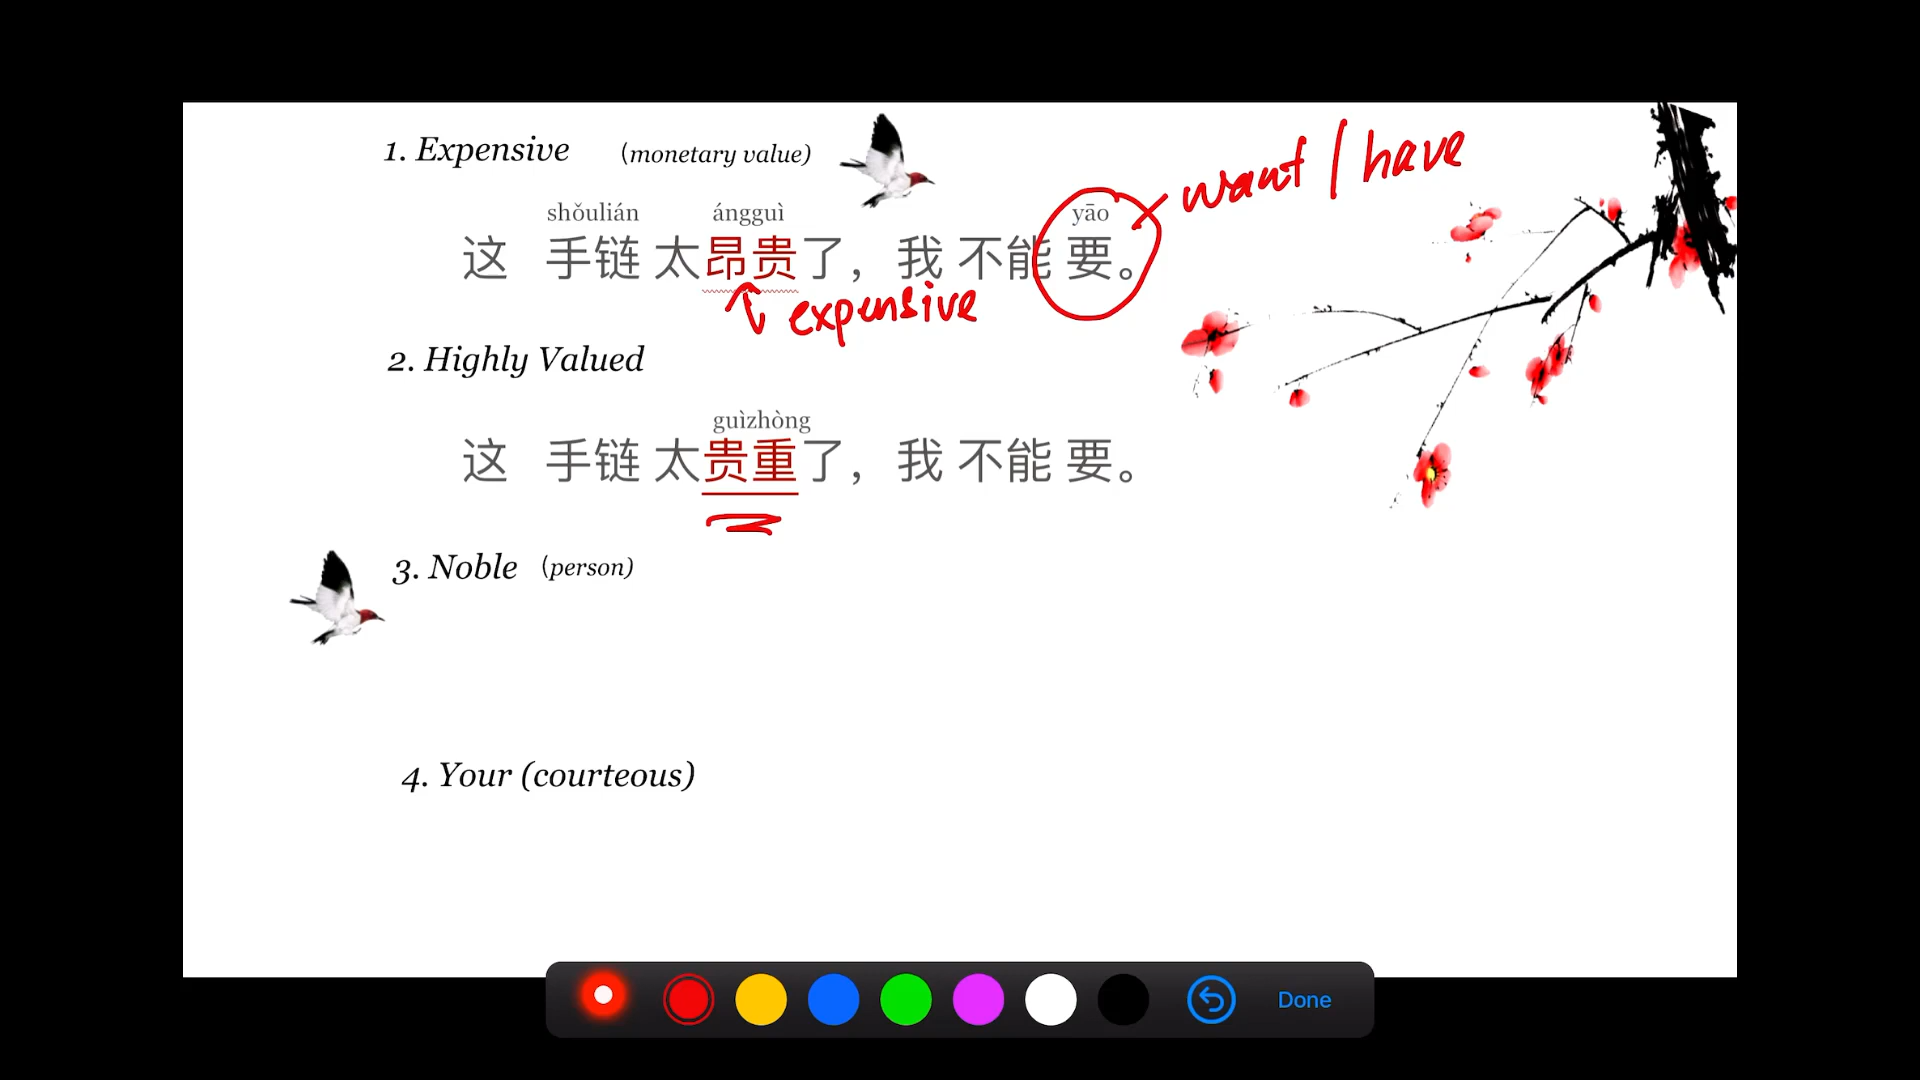 1. Expensive (monetary value)
want / have
shǒulián ángguì yāo
这 手链 太昂贵了，我 不能 要。
expensive
2. Highly Valued
guìzhòng
这 手链 太贵重了，我 不能 要。
3. Noble (person)
4. Your (courteous)
Done